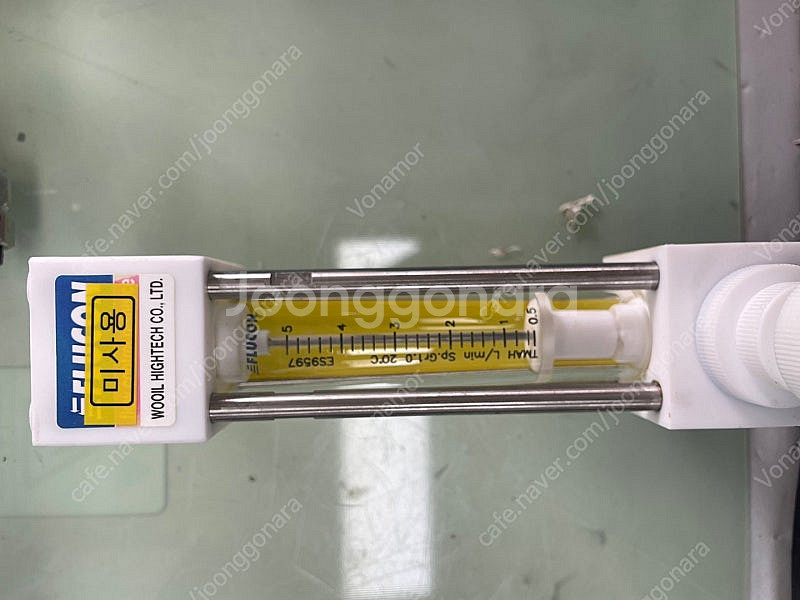 FLUCON
미사용
WOOIL HIGHTECH CO., LTD.
FLUCON
5
4
3
2
1
0.5
ES9597
TMAH L/min Sp.Gr1.0 20℃
Joonggonara
Vonamor
cafe.naver.com/joonggonara